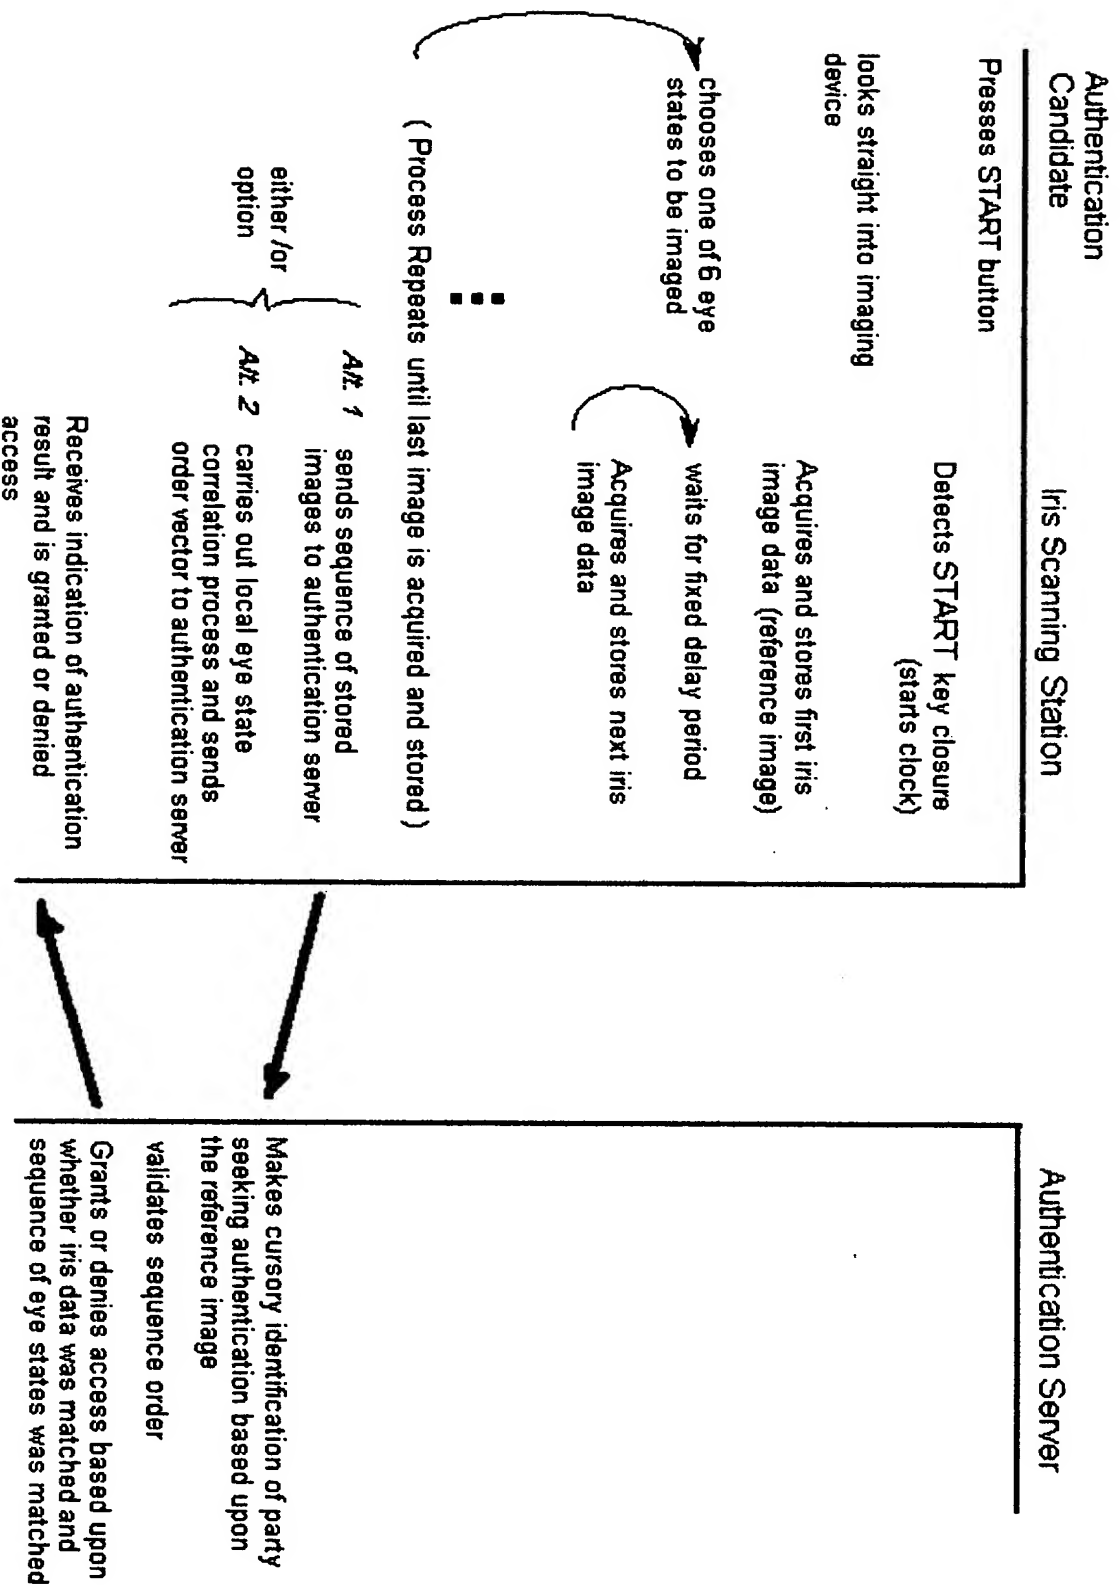 Authentication
Candidate
Iris Scanning Station
Authentication Server
Presses START button
Detects START key closure
(starts clock)
looks straight into imaging
device
Acquires and stores first iris
image data (reference image)
chooses one of 6 eye
states to be imaged
waits for fixed delay period
Acquires and stores next iris
image data
( Process Repeats until last image is acquired and stored )
either /or
option
Alt. 1
sends sequence of stored
images to authentication server
Alt. 2
carries out local eye state
correlation process and sends
order vector to authentication server
Makes cursory identification of party
seeking authentication based upon
the reference image
validates sequence order
Grants or denies access based upon
whether iris data was matched and
sequence of eye states was matched
Receives indication of authentication
result and is granted or denied
access